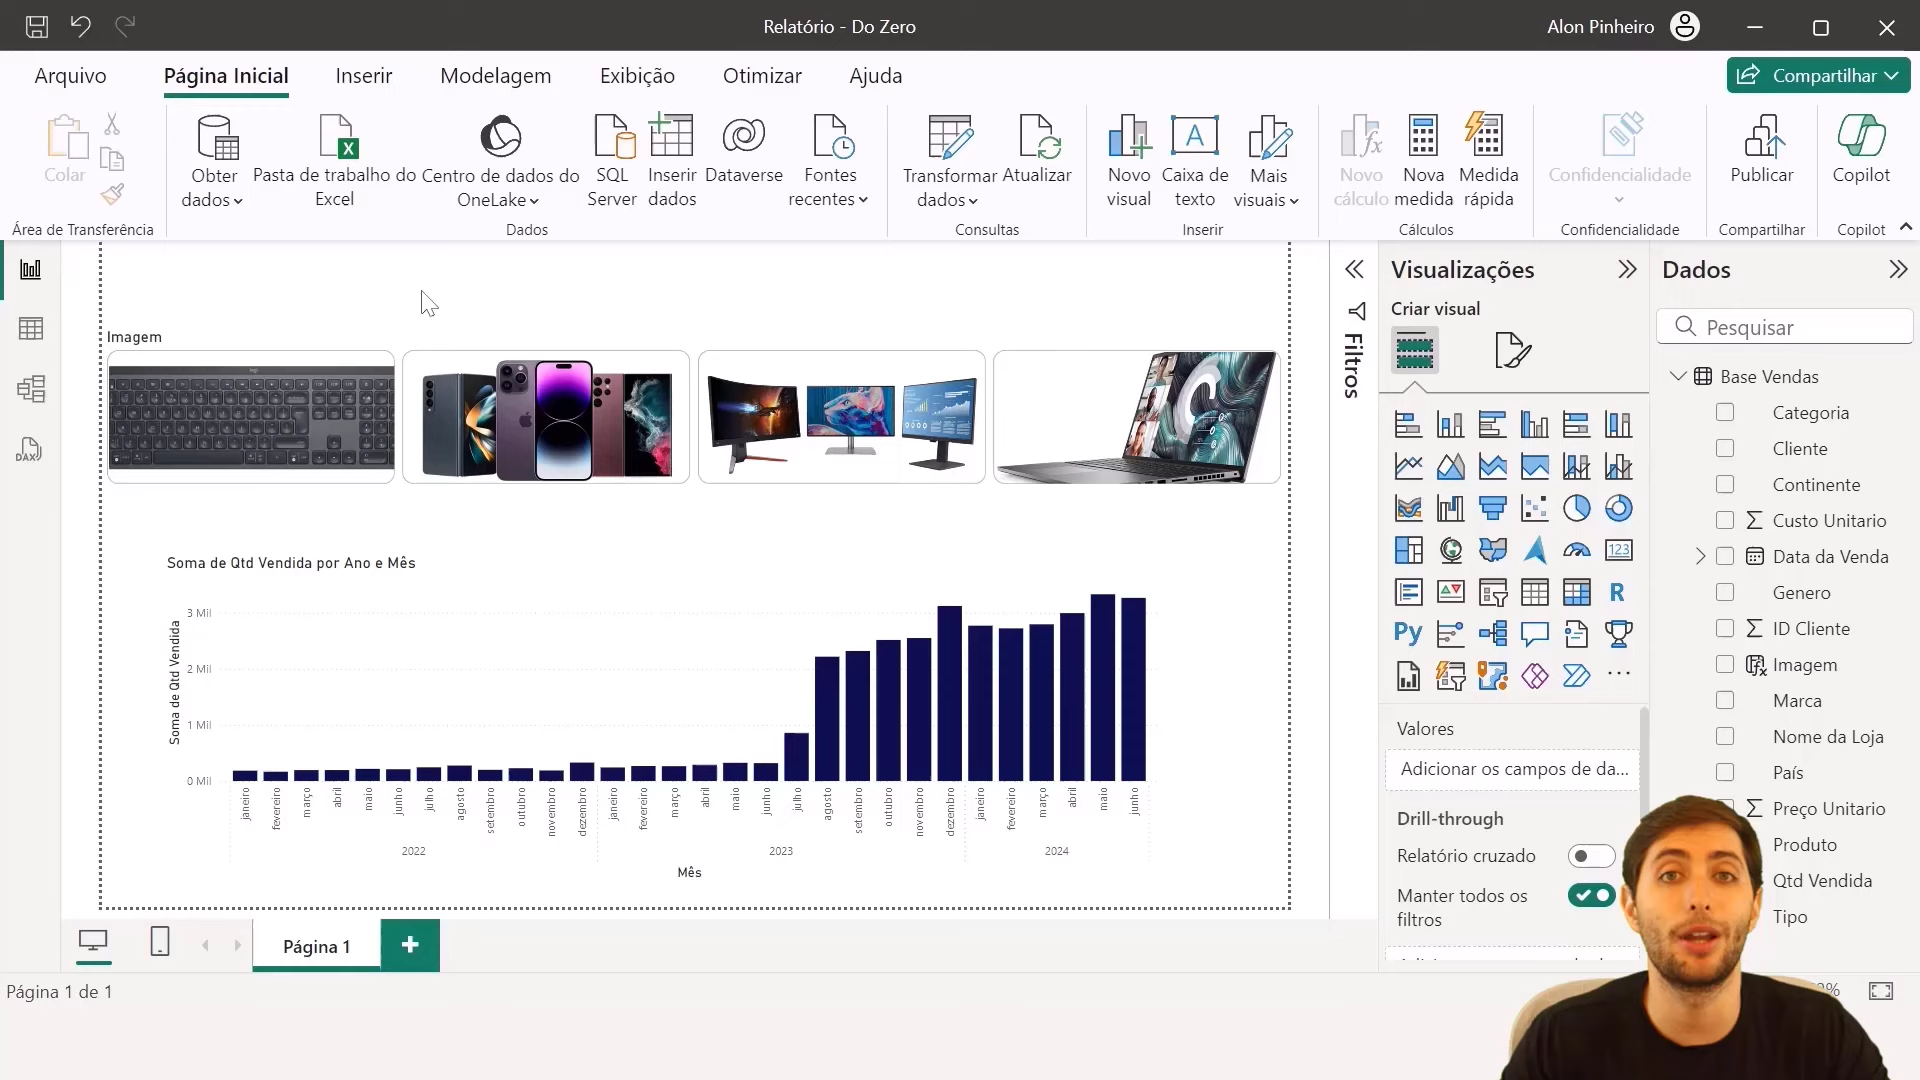 Relatório - Do Zero
Alon Pinheiro
Arquivo
Página Inicial
Inserir
Modelagem
Exibição
Otimizar
Ajuda
Compartilhar
Colar
Obter dados
Pasta de trabalho do Excel
Centro de dados do OneLake
SQL Server
Inserir dados
Dataverse
Fontes recentes
Transformar dados
Atualizar
Novo visual
Caixa de texto
Mais visuais
Novo cálculo
Nova medida
Medida rápida
Confidencialidade
Publicar
Copilot
Área de Transferência
Dados
Consultas
Inserir
Cálculos
Confidencialidade
Compartilhar
Copilot
Imagem
Soma de Qtd Vendida por Ano e Mês
Soma de Qtd Vendida
3 Mil
2 Mil
1 Mil
0 Mil
janeiro
fevereiro
março
abril
maio
junho
julho
agosto
setembro
outubro
novembro
dezembro
janeiro
fevereiro
março
abril
maio
junho
julho
agosto
setembro
outubro
novembro
dezembro
janeiro
fevereiro
março
abril
maio
junho
2022
2023
2024
Mês
Filtros
Visualizações
Criar visual
123
R
Py
DAX
Valores
Adicionar os campos de da...
Drill-through
Relatório cruzado
Manter todos os
filtros
Dados
Pesquisar
Base Vendas
Categoria
Cliente
Continente
Custo Unitario
Data da Venda
Genero
ID Cliente
Imagem
Marca
Nome da Loja
País
Preço Unitario
Produto
Qtd Vendida
Tipo
Página 1
Página 1 de 1